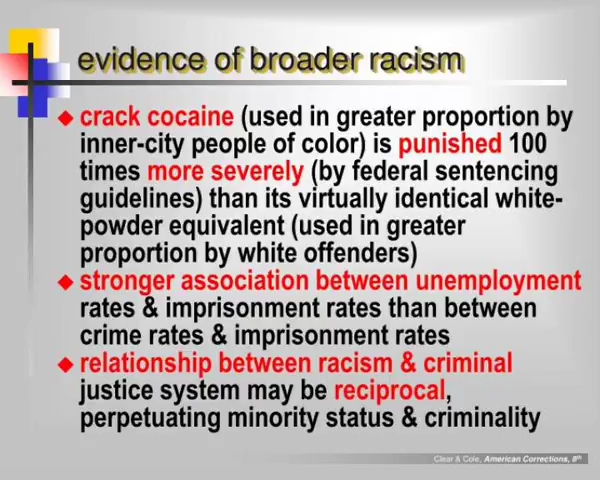 evidence of broader racism
crack cocaine (used in greater proportion by
inner-city people of color) is punished 100
times more severely (by federal sentencing
guidelines) than its virtually identical white-
powder equivalent (used in greater
proportion by white offenders)
stronger association between unemployment
rates & imprisonment rates than between
crime rates & imprisonment rates
relationship between racism & criminal
justice system may be reciprocal,
perpetuating minority status & criminality
Clear & Cole, American Corrections, 8th